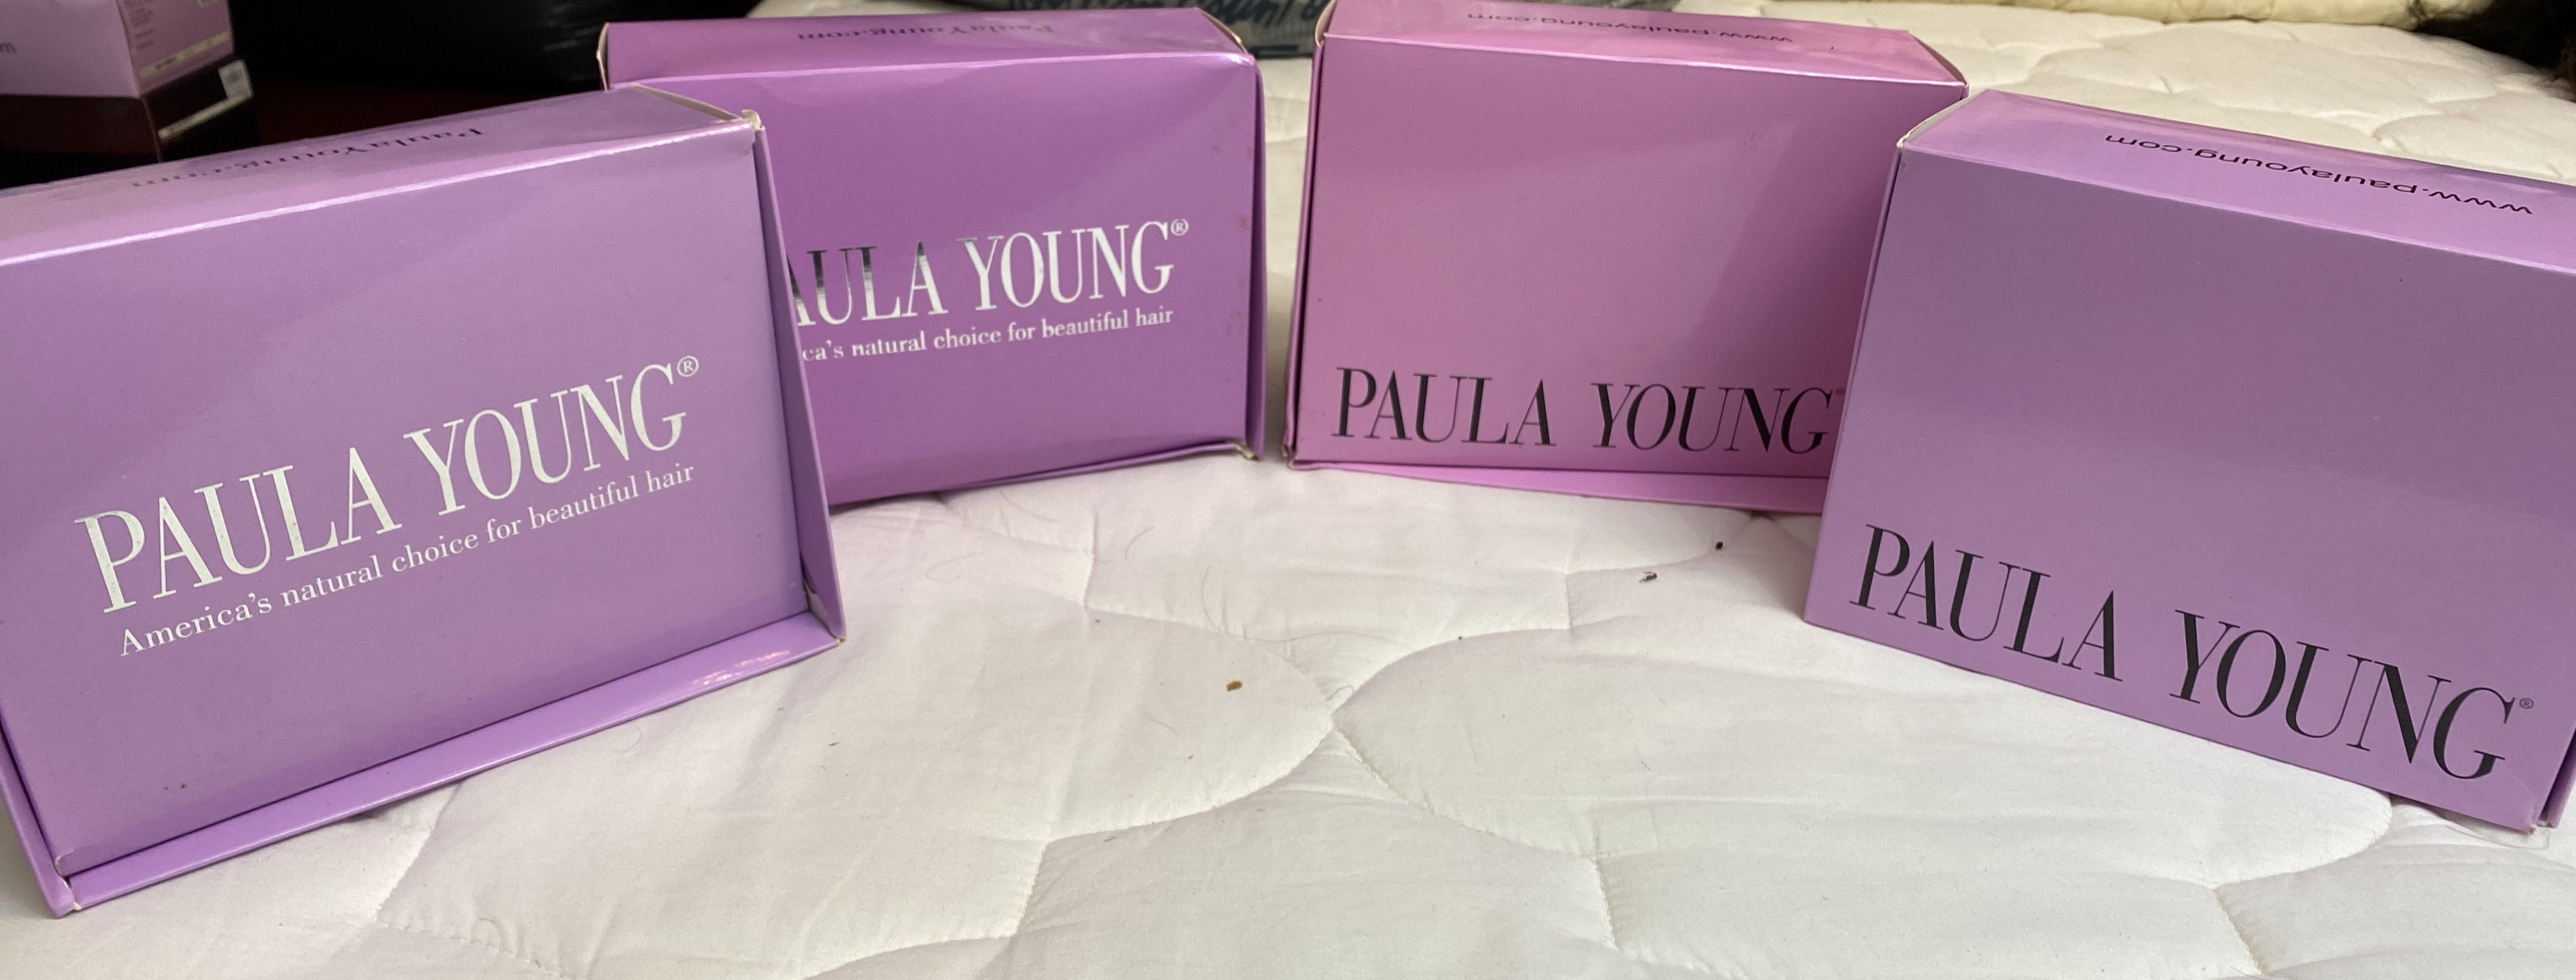 PaulaYoung.com
PAULA YOUNG®
America's natural choice for beautiful hair
PaulaYoung.com
AULA YOUNG®
ca's natural choice for beautiful hair
www.paulayoung.com
PAULA YOUNG®
www.paulayoung.com
PAULA YOUNG®